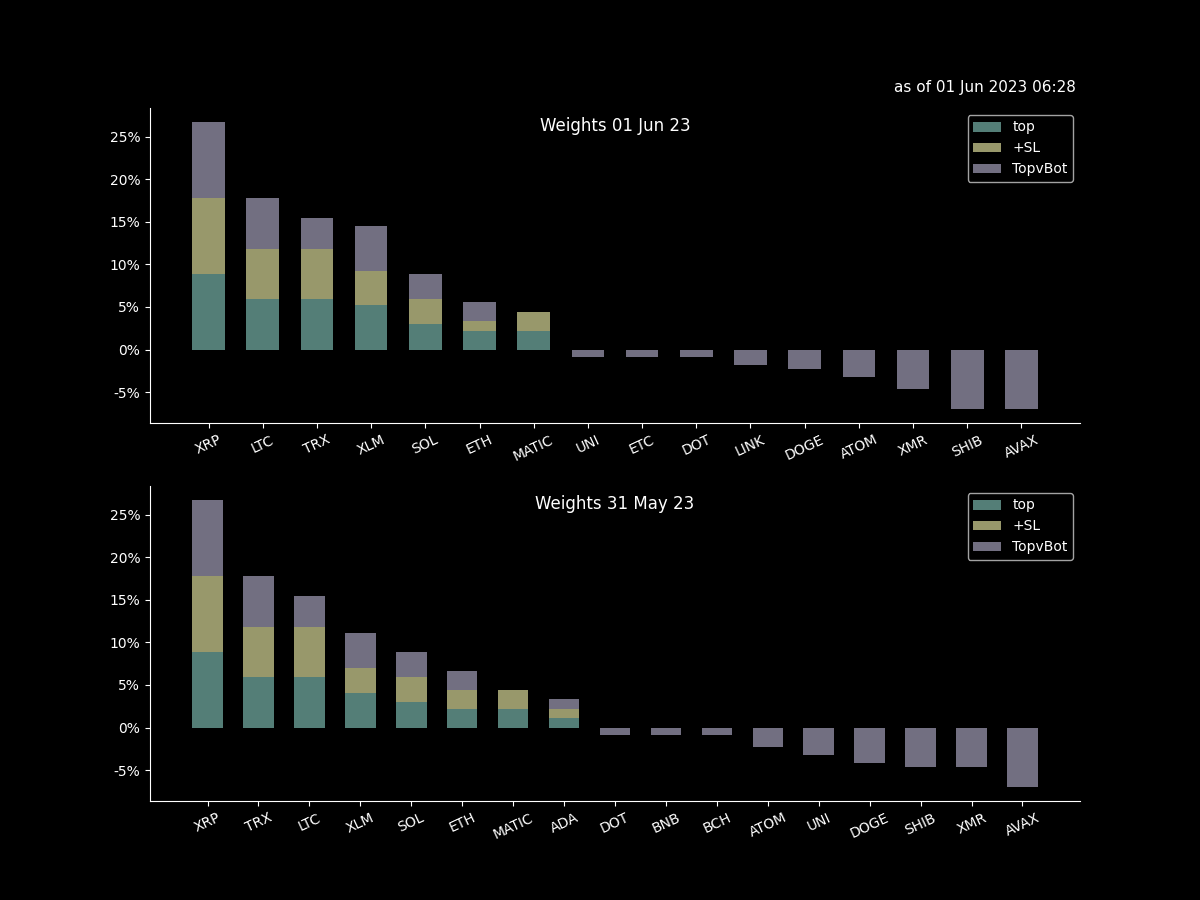 as of 01 Jun 2023 06:28
Weights 01 Jun 23
top
+SL
TopvBot
25%
20%
15%
10%
5%
0%
-5%
XRP LTC TRX XLM SOL ETH MATIC UNI ETC DOT LINK DOGE ATOM XMR SHIB AVAX
Weights 31 May 23
top
+SL
TopvBot
25%
20%
15%
10%
5%
0%
-5%
XRP TRX LTC XLM SOL ETH MATIC ADA DOT BNB BCH ATOM UNI DOGE SHIB XMR AVAX